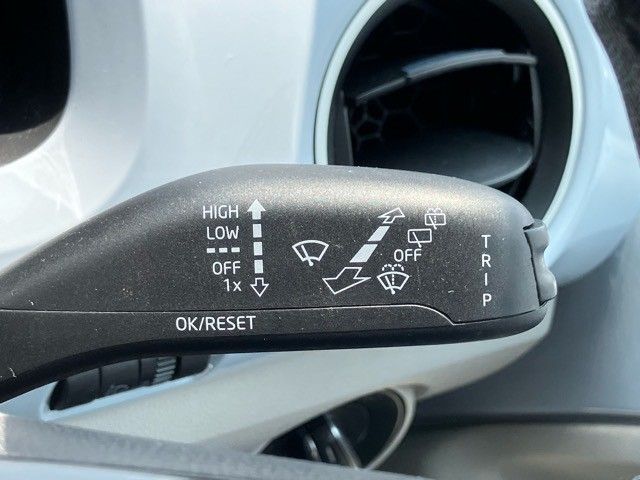 HIGH
LOW
OFF
1x
OFF
TRIP
OK/RESET